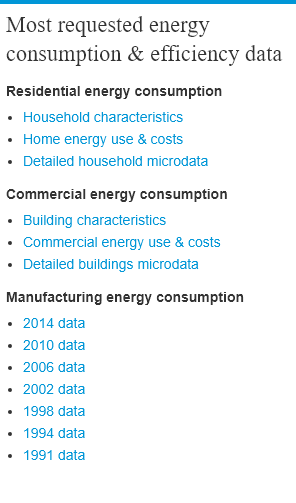 Most requested energy
consumption & efficiency data
Residential energy consumption
• Household characteristics
• Home energy use & costs
• Detailed household microdata
Commercial energy consumption
• Building characteristics
• Commercial energy use & costs
• Detailed buildings microdata
Manufacturing energy consumption
• 2014 data
• 2010 data
• 2006 data
• 2002 data
• 1998 data
• 1994 data
• 1991 data